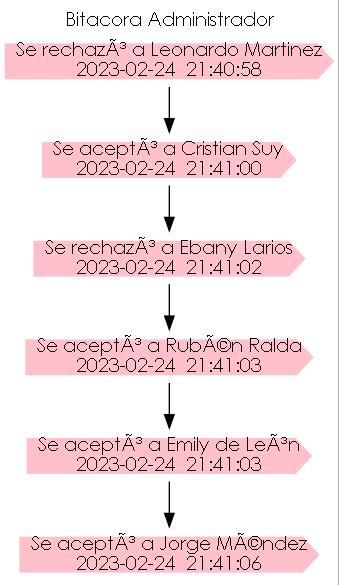 Bitacora Administrador
Se rechazÃ³ a Leonardo Martinez
2023-02-24 21:40:58
Se aceptÃ³ a Cristian Suy
2023-02-24 21:41:00
Se rechazÃ³ a Ebany Larios
2023-02-24 21:41:02
Se aceptÃ³ a RubÃ©n Ralda
2023-02-24 21:41:03
Se aceptÃ³ a Emily de LeÃ³n
2023-02-24 21:41:03
Se aceptÃ³ a Jorge MÃ©ndez
2023-02-24 21:41:06